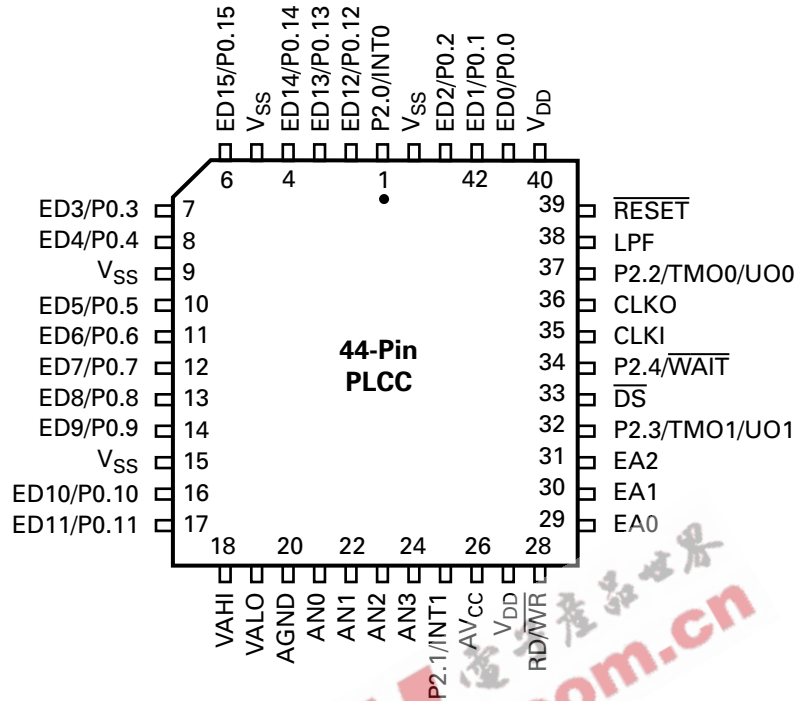 ED15/P0.15
VSS
ED14/P0.14
ED13/P0.13
ED12/P0.12
P2.0/INT0
VSS
ED2/P0.2
ED1/P0.1
ED0/P0.0
VDD
6 4 1 42 40
ED3/P0.3 7
ED4/P0.4 8
VSS 9
ED5/P0.5 10
ED6/P0.6 11
ED7/P0.7 12
ED8/P0.8 13
ED9/P0.9 14
VSS 15
ED10/P0.10 16
ED11/P0.11 17
44-Pin
PLCC
39 RESET
38 LPF
37 P2.2/TMO0/UO0
36 CLKO
35 CLKI
34 P2.4/WAIT
33 DS
32 P2.3/TMO1/UO1
31 EA2
30 EA1
29 EA0
18 20 22 24 26 28
VAHI
VALO
AGND
AN0
AN1
AN2
AN3
P2.1/INT1
AVCC
VDD
RD/WR
om.cn